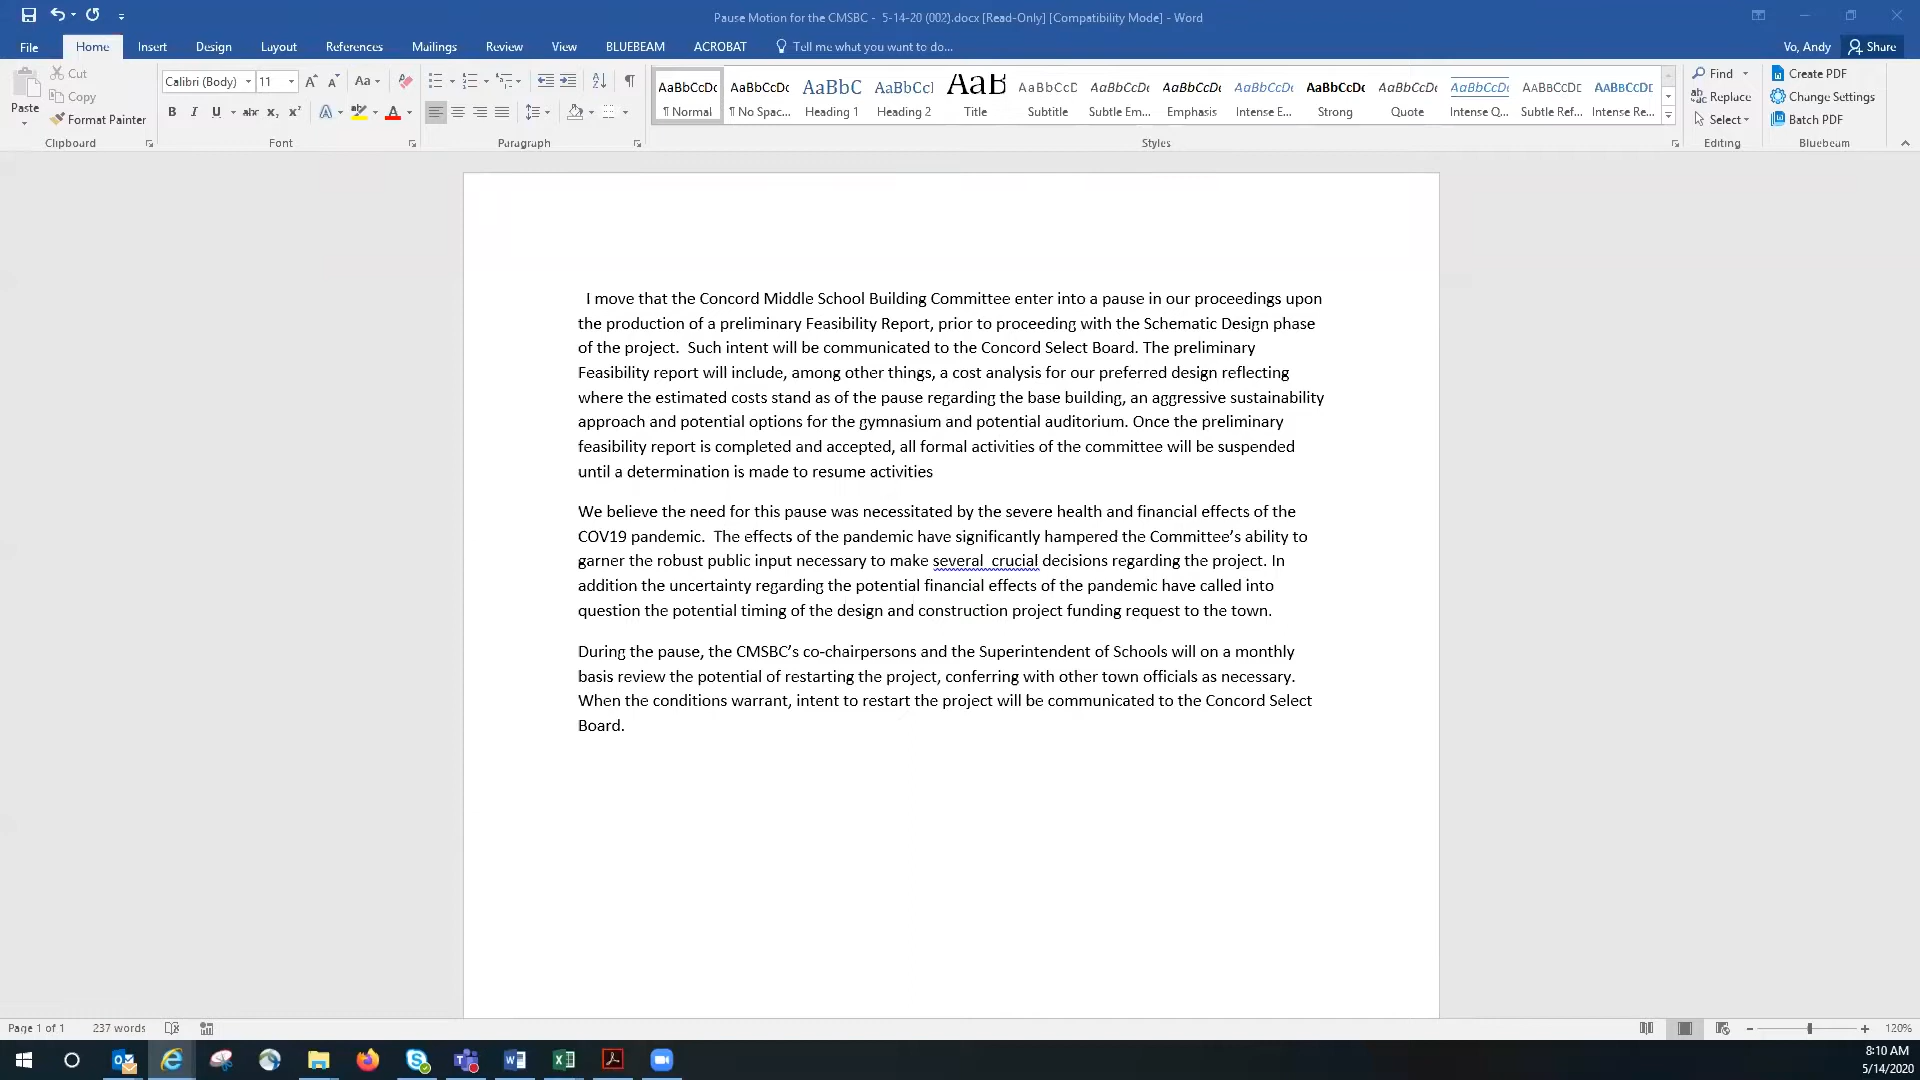 Pause Motion for the CMSBC - 5-14-20 (002).docx [Read-Only] [Compatibility Mode] - Word
File Home Insert Design Layout References Mailings Review View BLUEBEAM ACROBAT Tell me what you want to do... Vo, Andy Share
Paste
Cut
Copy
Format Painter
Clipboard
Calibri (Body) 11
Font
Paragraph
AaBbCcDc AaBbCcDc AaBbC AaBbCcI AaB AaBbCcD AaBbCcDc AaBbCcDc AaBbCcDc AaBbCcDc AaBbCcDc AaBbCcDc AABBCCDE AABBCCDE
¶ Normal ¶ No Spac... Heading 1 Heading 2 Title Subtitle Subtle Em... Emphasis Intense E... Strong Quote Intense Q... Subtle Ref... Intense Re...
Styles
Find
Replace
Select
Editing
Create PDF
Change Settings
Batch PDF
Bluebeam
I move that the Concord Middle School Building Committee enter into a pause in our proceedings upon
the production of a preliminary Feasibility Report, prior to proceeding with the Schematic Design phase
of the project.  Such intent will be communicated to the Concord Select Board. The preliminary
Feasibility report will include, among other things, a cost analysis for our preferred design reflecting
where the estimated costs stand as of the pause regarding the base building, an aggressive sustainability
approach and potential options for the gymnasium and potential auditorium. Once the preliminary
feasibility report is completed and accepted, all formal activities of the committee will be suspended
until a determination is made to resume activities
We believe the need for this pause was necessitated by the severe health and financial effects of the
COV19 pandemic.  The effects of the pandemic have significantly hampered the Committee's ability to
garner the robust public input necessary to make several  crucial decisions regarding the project. In
addition the uncertainty regarding the potential financial effects of the pandemic have called into
question the potential timing of the design and construction project funding request to the town.
During the pause, the CMSBC's co-chairpersons and the Superintendent of Schools will on a monthly
basis review the potential of restarting the project, conferring with other town officials as necessary.
When the conditions warrant, intent to restart the project will be communicated to the Concord Select
Board.
Page 1 of 1 237 words 120%
8:10 AM
5/14/2020